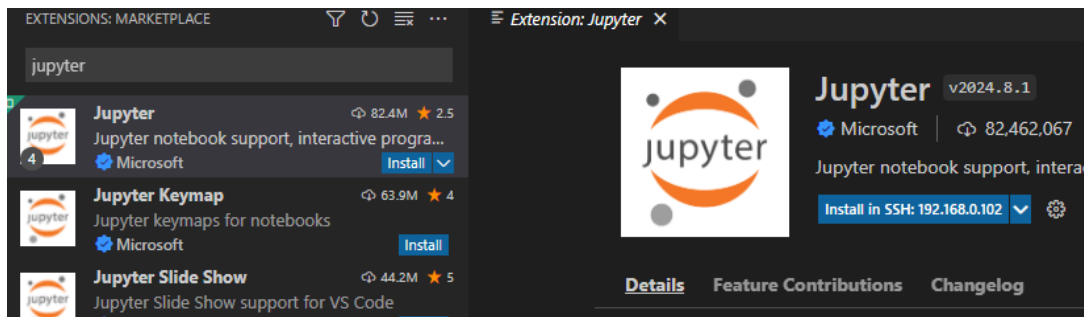 EXTENSIONS: MARKETPLACE
jupyter
Jupyter 82.4M 2.5
Jupyter notebook support, interactive progra...
Microsoft Install
4
Jupyter Keymap 63.9M 4
Jupyter keymaps for notebooks
Microsoft Install
Jupyter Slide Show 44.2M 5
Jupyter Slide Show support for VS Code
jupyter
jupyter
jupyter
Extension: Jupyter
jupyter
Jupyter v2024.8.1
Microsoft 82,462,067
Jupyter notebook support, intera
Install in SSH: 192.168.0.102
Details Feature Contributions Changelog